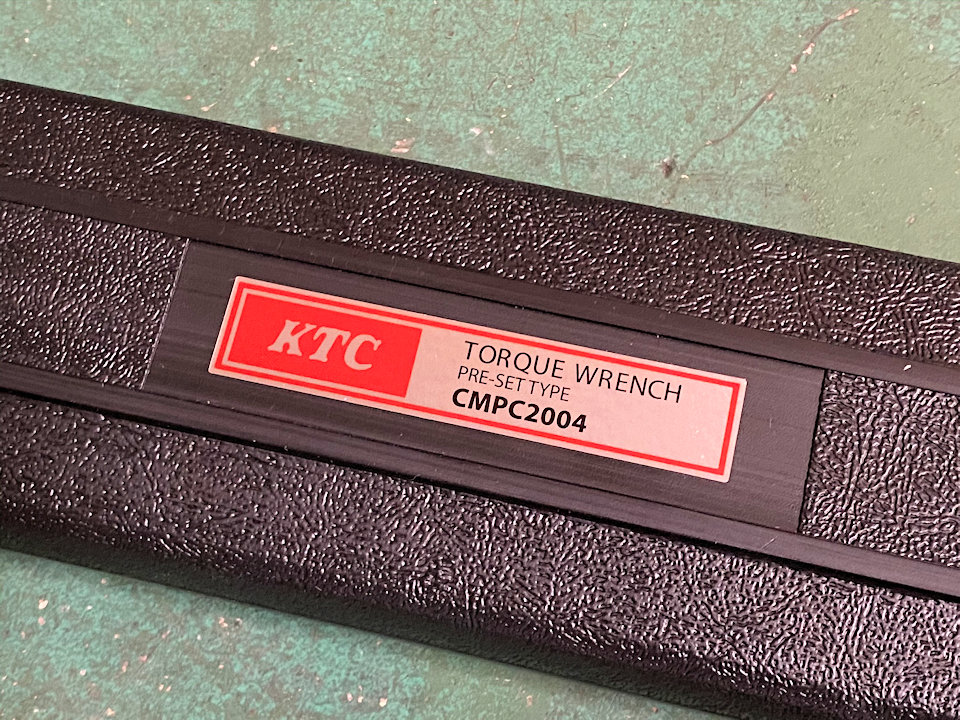 KTC
TORQUE WRENCH
PRE-SET TYPE
CMPC2004